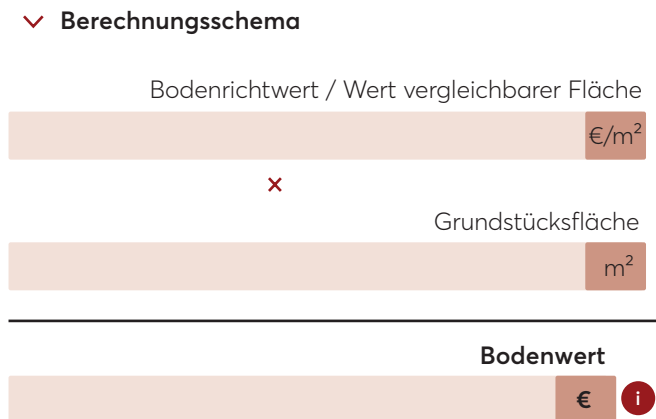 Berechnungsschema
Bodenrichtwert / Wert vergleichbarer Fläche
€/m²
×
Grundstücksfläche
m²
Bodenwert
€
i